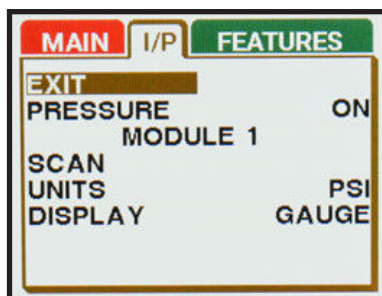 MAIN I/P FEATURES
EXIT
PRESSURE ON
MODULE 1
SCAN
UNITS PSI
DISPLAY GAUGE